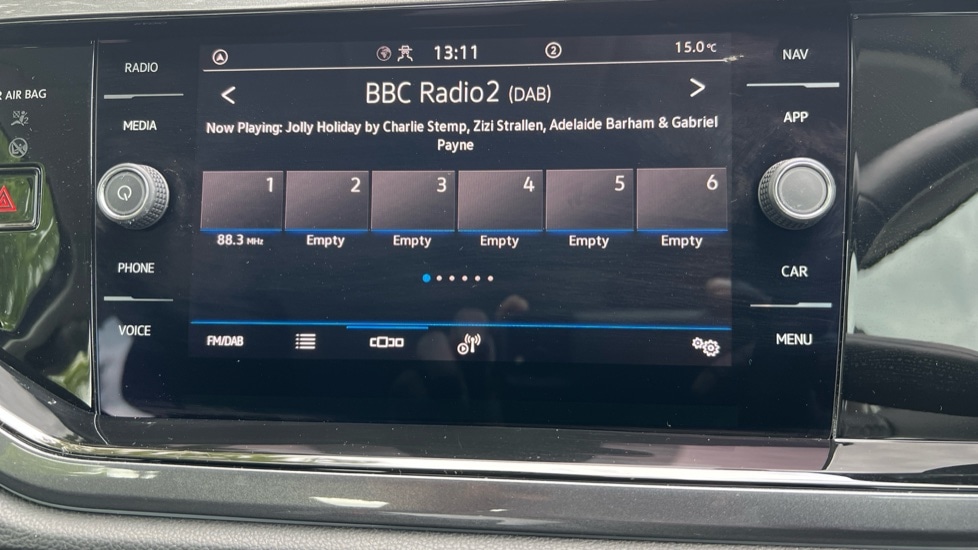 RADIO
MEDIA
PHONE
VOICE
AIR BAG
13:11
2
15.0°C
< BBC Radio2 (DAB) >
Now Playing: Jolly Holiday by Charlie Stemp, Zizi Strallen, Adelaide Barham & Gabriel
Payne
1 2 3 4 5 6
88.3 MHz Empty Empty Empty Empty Empty
FM/DAB
NAV
APP
CAR
MENU